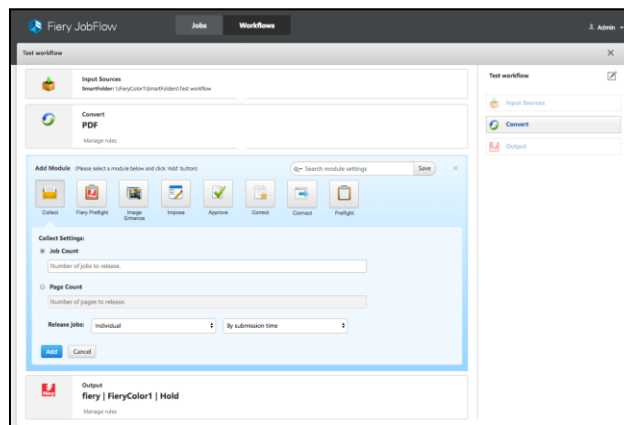 Fiery JobFlow
Jobs
Workflows
Admin
Test workflow
Input Sources
SmartFolder: \\FieryColor1\SmartFolders\Test workflow
Convert
PDF
Manage rules
Add Module (Please select a module below and click 'Add' button)
Search module settings
Save
Collect
Fiery Preflight
Image
Enhance
Impose
Approve
Correct
Connect
Preflight
Collect Settings:
Job Count
Number of jobs to release.
Page Count
Number of pages to release.
Release jobs:
Individual
By submission time
Add
Cancel
Output
fiery | FieryColor1 | Hold
Manage rules
Test workflow
Input Sources
Convert
Output